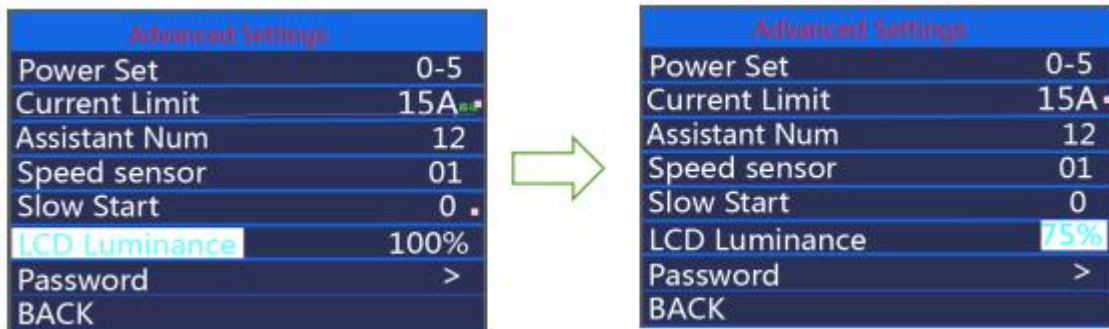 Advanced Settings
Power Set 0-5
Current Limit 15A
Assistant Num 12
Speed sensor 01
Slow Start 0
LCD Luminance 100%
Password >
BACK
Advanced Settings
Power Set 0-5
Current Limit 15A
Assistant Num 12
Speed sensor 01
Slow Start 0
LCD Luminance 75%
Password >
BACK